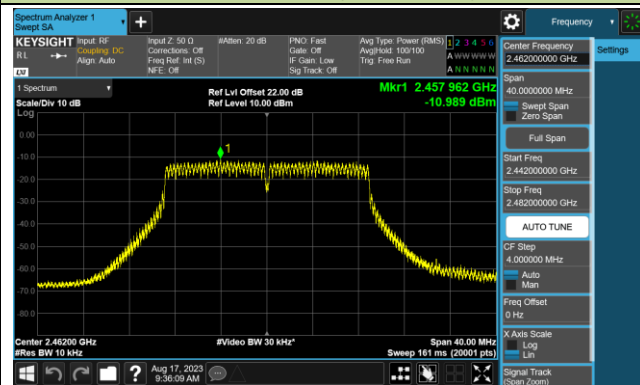 Spectrum Analyzer 1
Swept SA
Frequency
KEYSIGHT
Input: RF
Coupling: DC
Align: Auto
Input Z: 50 Ω
Corrections: Off
Freq Ref: Int (S)
NFE: Off
#Atten: 20 dB
PNO: Fast
Gate: Off
IF Gain: Low
Sig Track: Off
Avg Type: Power (RMS)
Avg|Hold: 100/100
Trig: Free Run
1 2 3 4 5 6
A W W W W W
A N N N N N
RL
LXI
1 Spectrum
Scale/Div 10 dB
Log
Ref Lvl Offset 22.00 dB
Ref Level 10.00 dBm
Mkr1 2.457 962 GHz
-10.989 dBm
1
0.00
-10.0
-20.0
-30.0
-40.0
-50.0
-60.0
-70.0
-80.0
Center 2.46200 GHz
#Res BW 10 kHz
#Video BW 30 kHz*
Span 40.00 MHz
Sweep 161 ms (20001 pts)
Center Frequency
2.462000000 GHz
Span
40.0000000 MHz
Swept Span
Zero Span
Full Span
Start Freq
2.442000000 GHz
Stop Freq
2.482000000 GHz
AUTO TUNE
CF Step
4.000000 MHz
Auto
Man
Freq Offset
0 Hz
X Axis Scale
Log
Lin
Signal Track
(Span Zoom)
Settings
?
Aug 17, 2023
9:36:09 AM